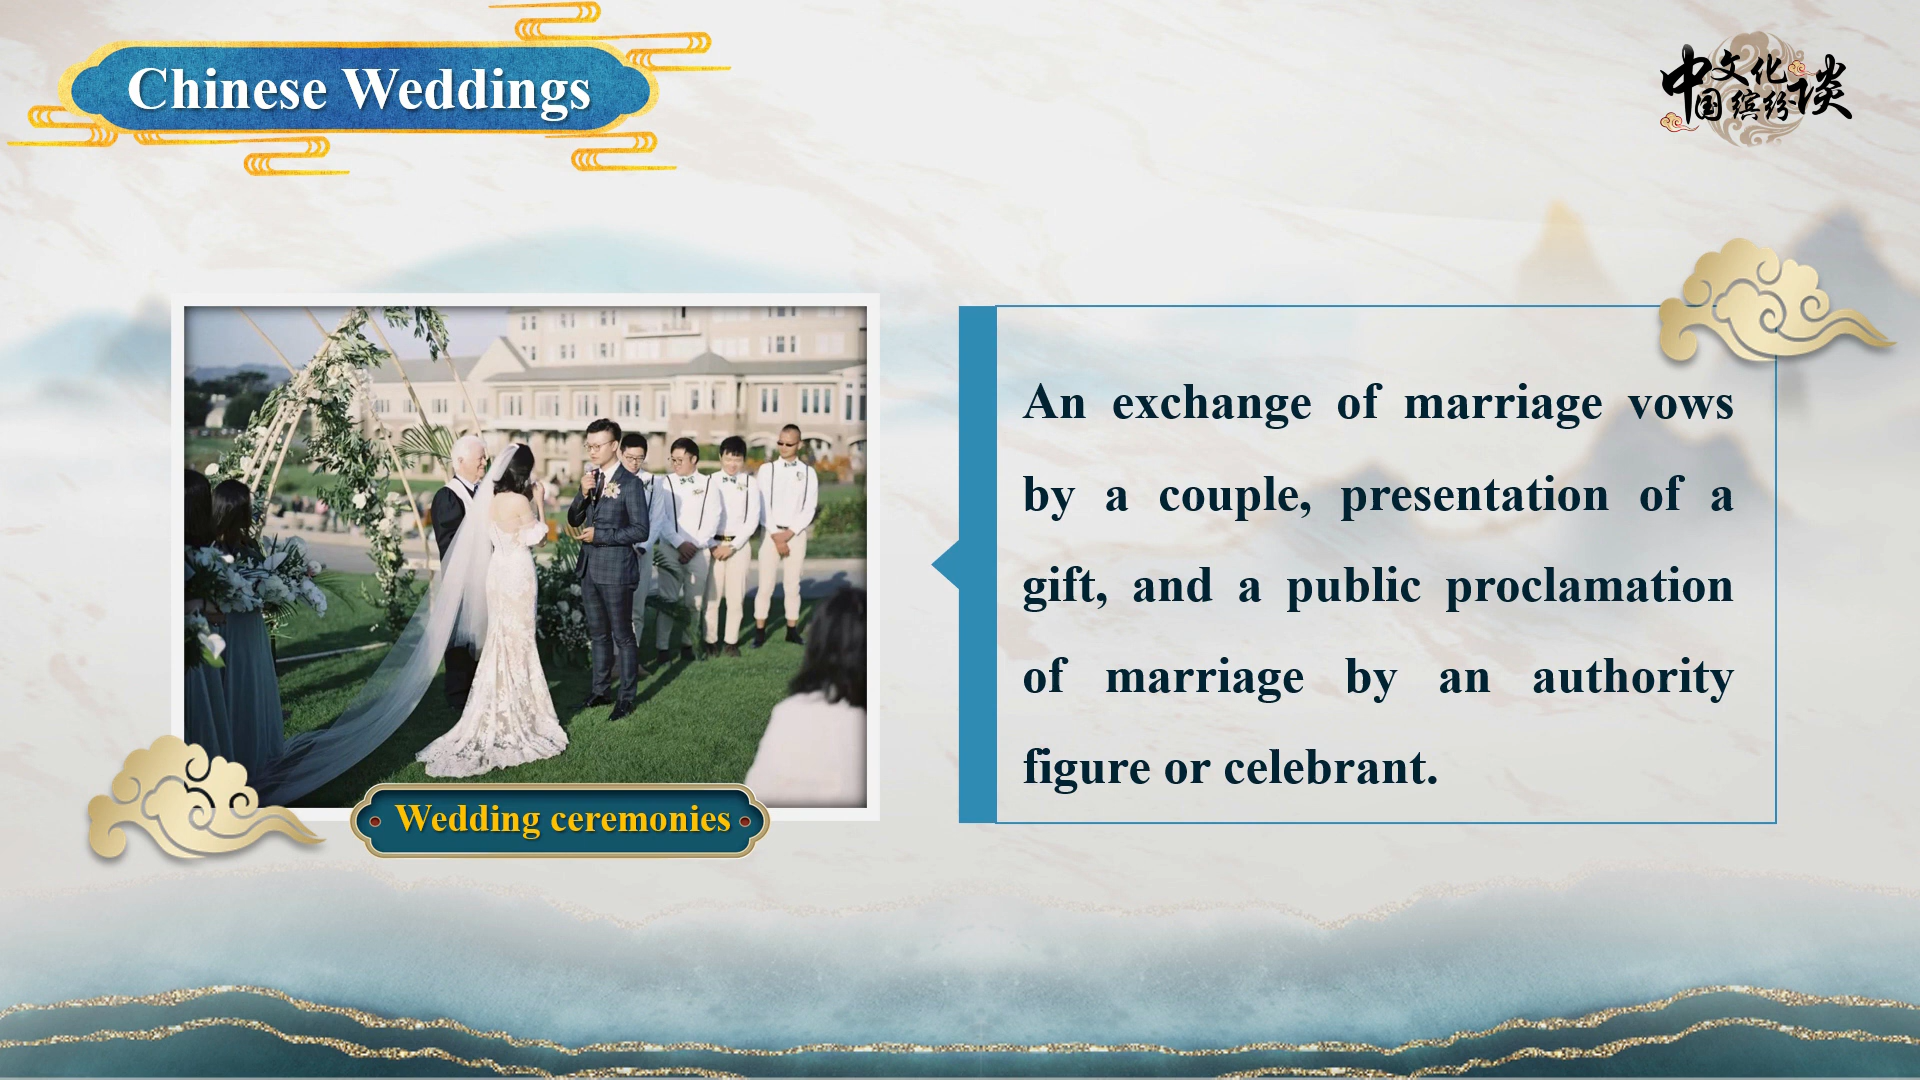 Chinese Weddings
中国文化缤纷谈
An exchange of marriage vows
by a couple, presentation of a
gift, and a public proclamation
of marriage by an authority
figure or celebrant.
Wedding ceremonies